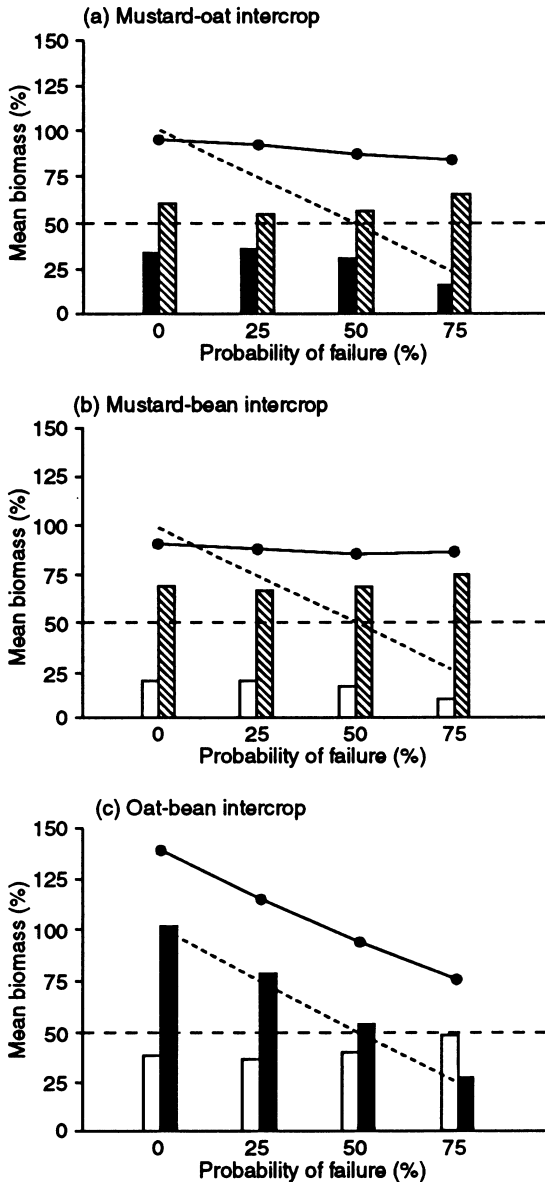 (a) Mustard-oat intercrop
150
125
100
75
50
25
0
Mean biomass (%)
0 25 50 75
Probability of failure (%)
(b) Mustard-bean intercrop
150
125
100
75
50
25
0
Mean biomass (%)
0 25 50 75
Probability of failure (%)
(c) Oat-bean intercrop
150
125
100
75
50
25
0
Mean biomass (%)
0 25 50 75
Probability of failure (%)